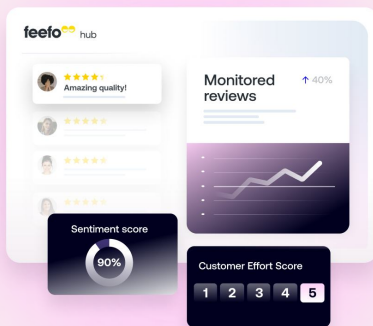 feefo hub
Amazing quality!
Monitored
reviews
↑ 40%
Sentiment score
90%
Customer Effort Score
1 2 3 4 5